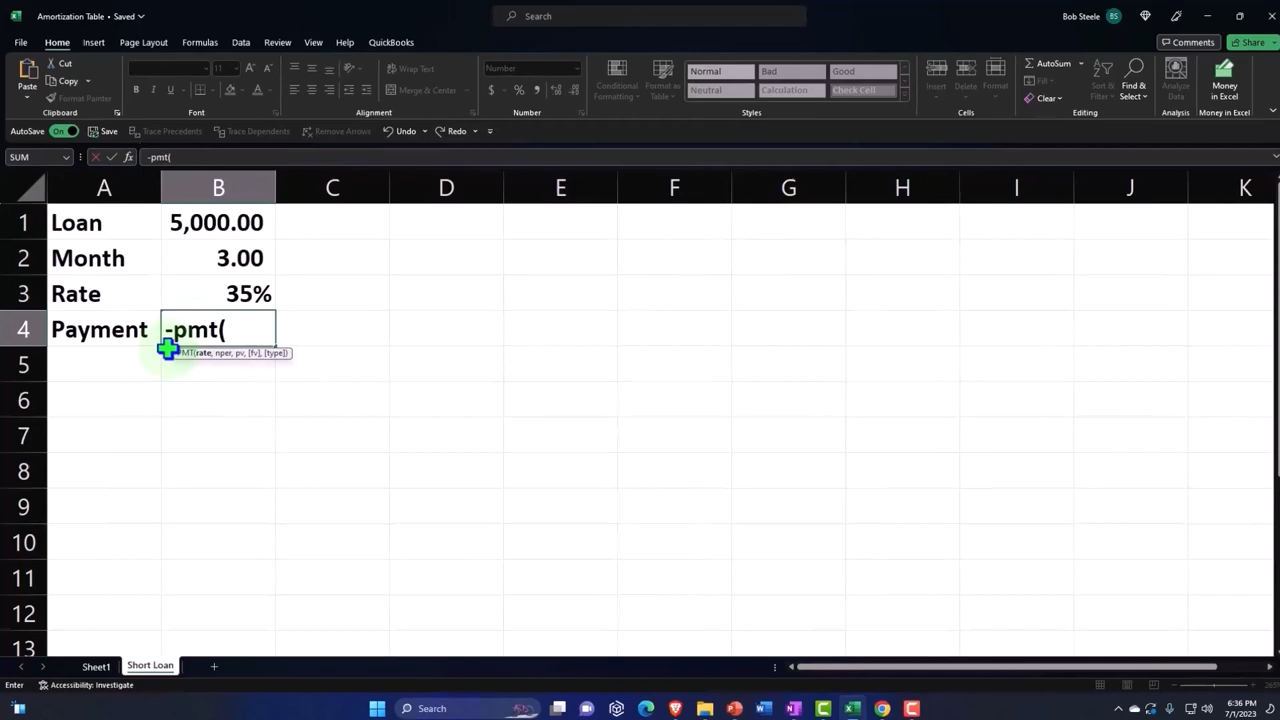 Amortization Table • Saved
Search
Bob Steele BS
File Home Insert Page Layout Formulas Data Review View Help QuickBooks Comments Share
Paste Cut Copy Format Painter Clipboard
11 B I U Font
Wrap Text Merge & Center Alignment
Number $ % Number
Conditional Formatting Format as Table Normal Bad Good Neutral Calculation Check Cell Styles
Insert Delete Format Cells
AutoSum Fill Clear Sort & Filter Find & Select Editing
Analyze Data Analysis
Money in Excel Money in Excel
AutoSave On Save Trace Precedents Trace Dependents Remove Arrows Undo Redo
SUM fx -pmt(
A B C D E F G H I J K
1 Loan 5,000.00
2 Month 3.00
3 Rate 35%
4 Payment -pmt(
MT(rate, nper, pv, [fv], [type])
5
6
7
8
9
10
11
12
13
Sheet1 Short Loan
Enter Accessibility: Investigate 265%
Search
6:36 PM
7/1/2023